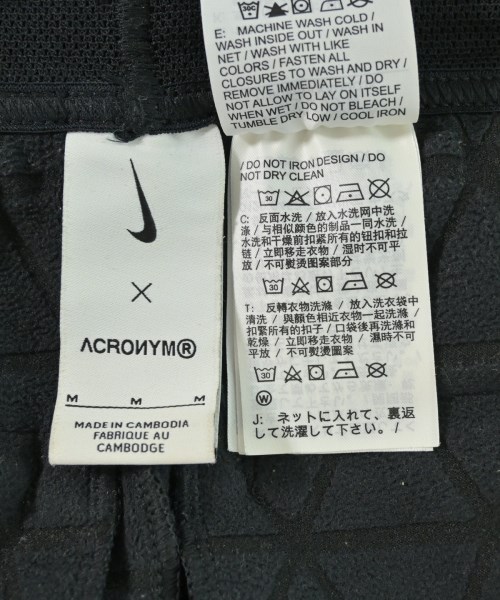 E: MACHINE WASH COLD /
WASH INSIDE OUT / WASH IN
NET / WASH WITH LIKE
COLORS / FASTEN ALL
CLOSURES TO WASH AND DRY /
REMOVE IMMEDIATELY / DO
NOT ALLOW TO LAY ON ITSELF
WHEN WET / DO NOT BLEACH /
TUMBLE DRY LOW / COOL IRON
/ DO NOT IRON DESIGN / DO
NOT DRY CLEAN
30
C: 反面水洗 / 放入水洗网中洗
涤 / 与相似颜色的制品一同水洗 /
水洗和干燥前扣紧所有的钮扣和拉
链 / 立即移走衣物 / 湿时不可平
放 / 不可熨烫图案部分
30
T: 反轉衣物洗滌 / 放入洗衣袋中
清洗 / 與顏色相近衣物一起洗滌 /
扣緊所有的扣子 / 口袋後再洗滌和
乾燥 / 立即移走衣物 / 濕時不可
平放 / 不可熨燙圖案
30
W
J: ネットに入れて、裏返
して洗濯して下さい。/
×
ACRONYM®
M M M
MADE IN CAMBODIA
FABRIQUE AU
CAMBODGE